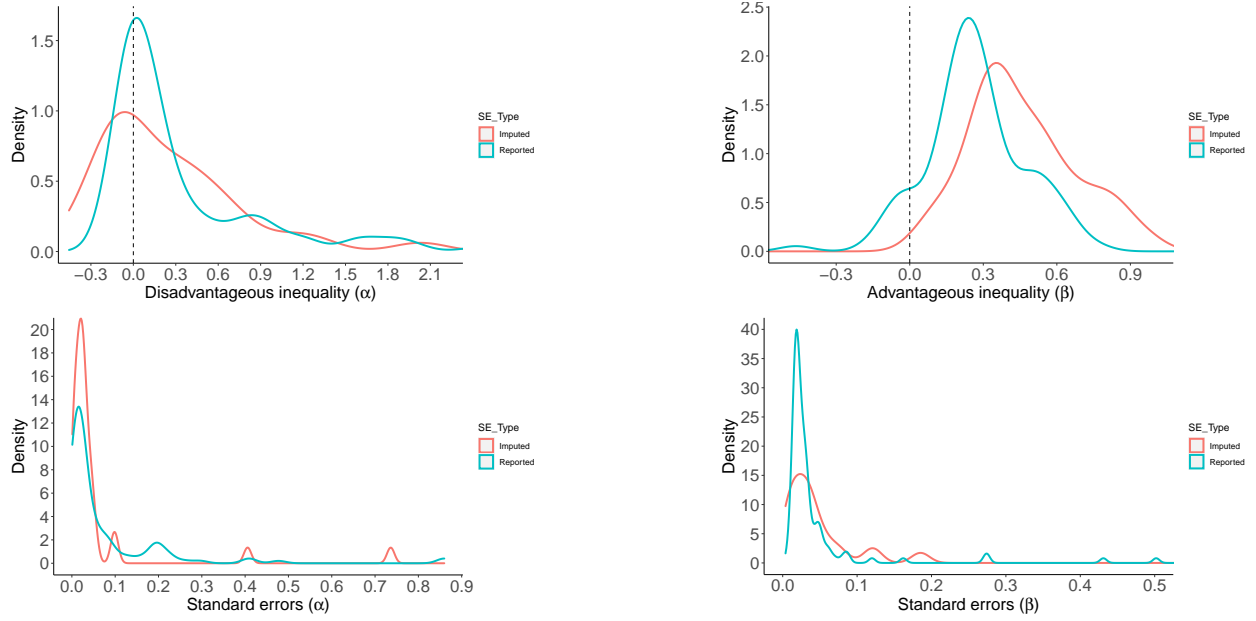 1.5
1.0
0.5
0.0
Density
−0.3 0.0 0.3 0.6 0.9 1.2 1.5 1.8 2.1
Disadvantageous inequality (α)
SE_Type
Imputed
Reported
2.5
2.0
1.5
1.0
0.5
0.0
Density
−0.3 0.0 0.3 0.6 0.9
Advantageous inequality (β)
SE_Type
Imputed
Reported
20
18
16
14
12
10
8
6
4
2
0
Density
0.0 0.1 0.2 0.3 0.4 0.5 0.6 0.7 0.8 0.9
Standard errors (α)
SE_Type
Imputed
Reported
40
35
30
25
20
15
10
5
0
Density
0.0 0.1 0.2 0.3 0.4 0.5
Standard errors (β)
SE_Type
Imputed
Reported